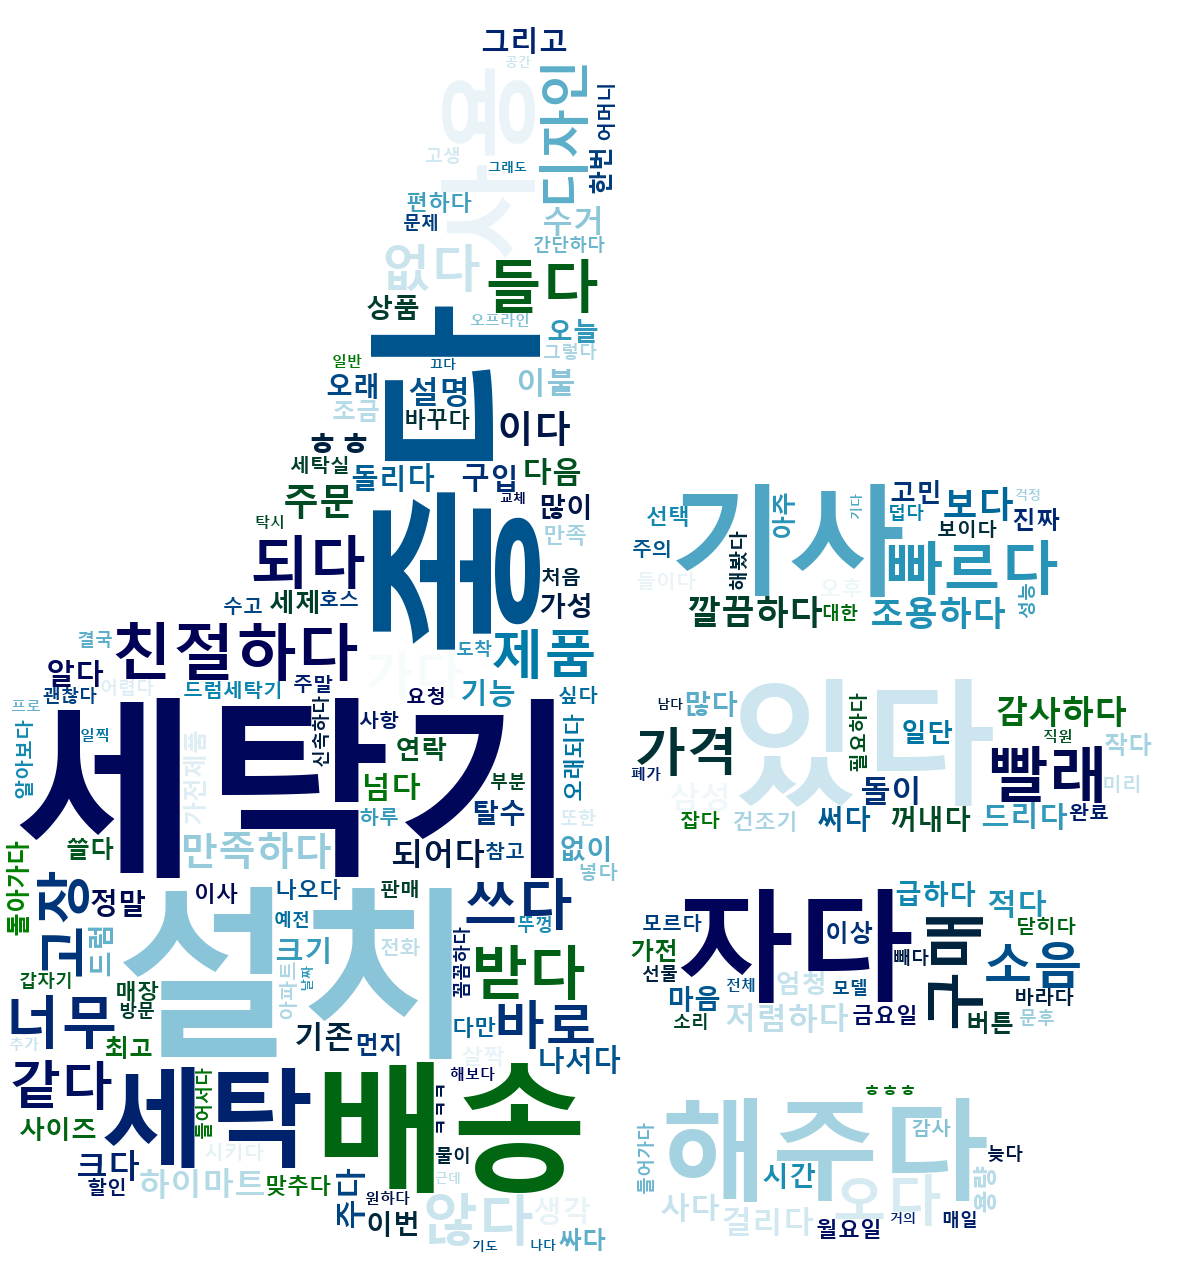 그리고
공간
사용
디자인
어머니
한번
고생
그래도
편하다
문제
수거
간단하다
없다
들다
상품
오프라인
오늘
그렇다
일반
끄다
좋다
오래
설명
이불
조금
바꾸다
이다
ㅎㅎ
세탁실
돌리다
구입
다음
주문
교체
많이
탁시
만족
되다
처음
수고
세제
호스
가성
결국
친절하다
도착
제품
알다
어렵다
주말
가다
괜찮다
드럼세탁기
요청
기능
싶다
프로
세탁기
일찍
알아보다
가전제품
신속하다
사항
연락
오래되다
넘다
부분
하루
탈수
또한
쓸다
만족하다
되어다
참고
없이
넣다
돌아가다
고장
정말
이사
나오다
판매
쓰다
예전
뚜껑
드럼
설치
크기
전화
꼼꼼하다
받다
갑자기
매장
방문
아파트
날짜
너무
기존
다만
바로
추가
최고
먼지
살짝
나서다
같다
세탁
들어서다
배송
해보다
ㅋㅋㅋ
사이즈
시키다
물이
크다
할인
하이마트
맞추다
주다
원하다
근데
이번
않다
생각
기도
나다
싸다
기사
선택
아주
기다
고민
덥다
보다
걱정
보이다
진짜
주의
해봤다
들이다
오후
빠르다
깔끔하다
대한
조용하다
성능
남다
많다
있다
필요하다
감사하다
가격
일단
직원
작다
폐가
빨래
미리
삼성
돌이
잡다
건조기
써다
꺼내다
드리다
완료
자다
급하다
적다
모르다
이상
구매
닫히다
가전
빼다
소음
선물
전체
엄청
모델
마음
바라다
소리
저렴하다
금요일
버튼
문후
ㅎㅎㅎ
해주다
감사
들어가다
늦다
시간
사다
오다
용량
걸리다
월요일
거의
매일